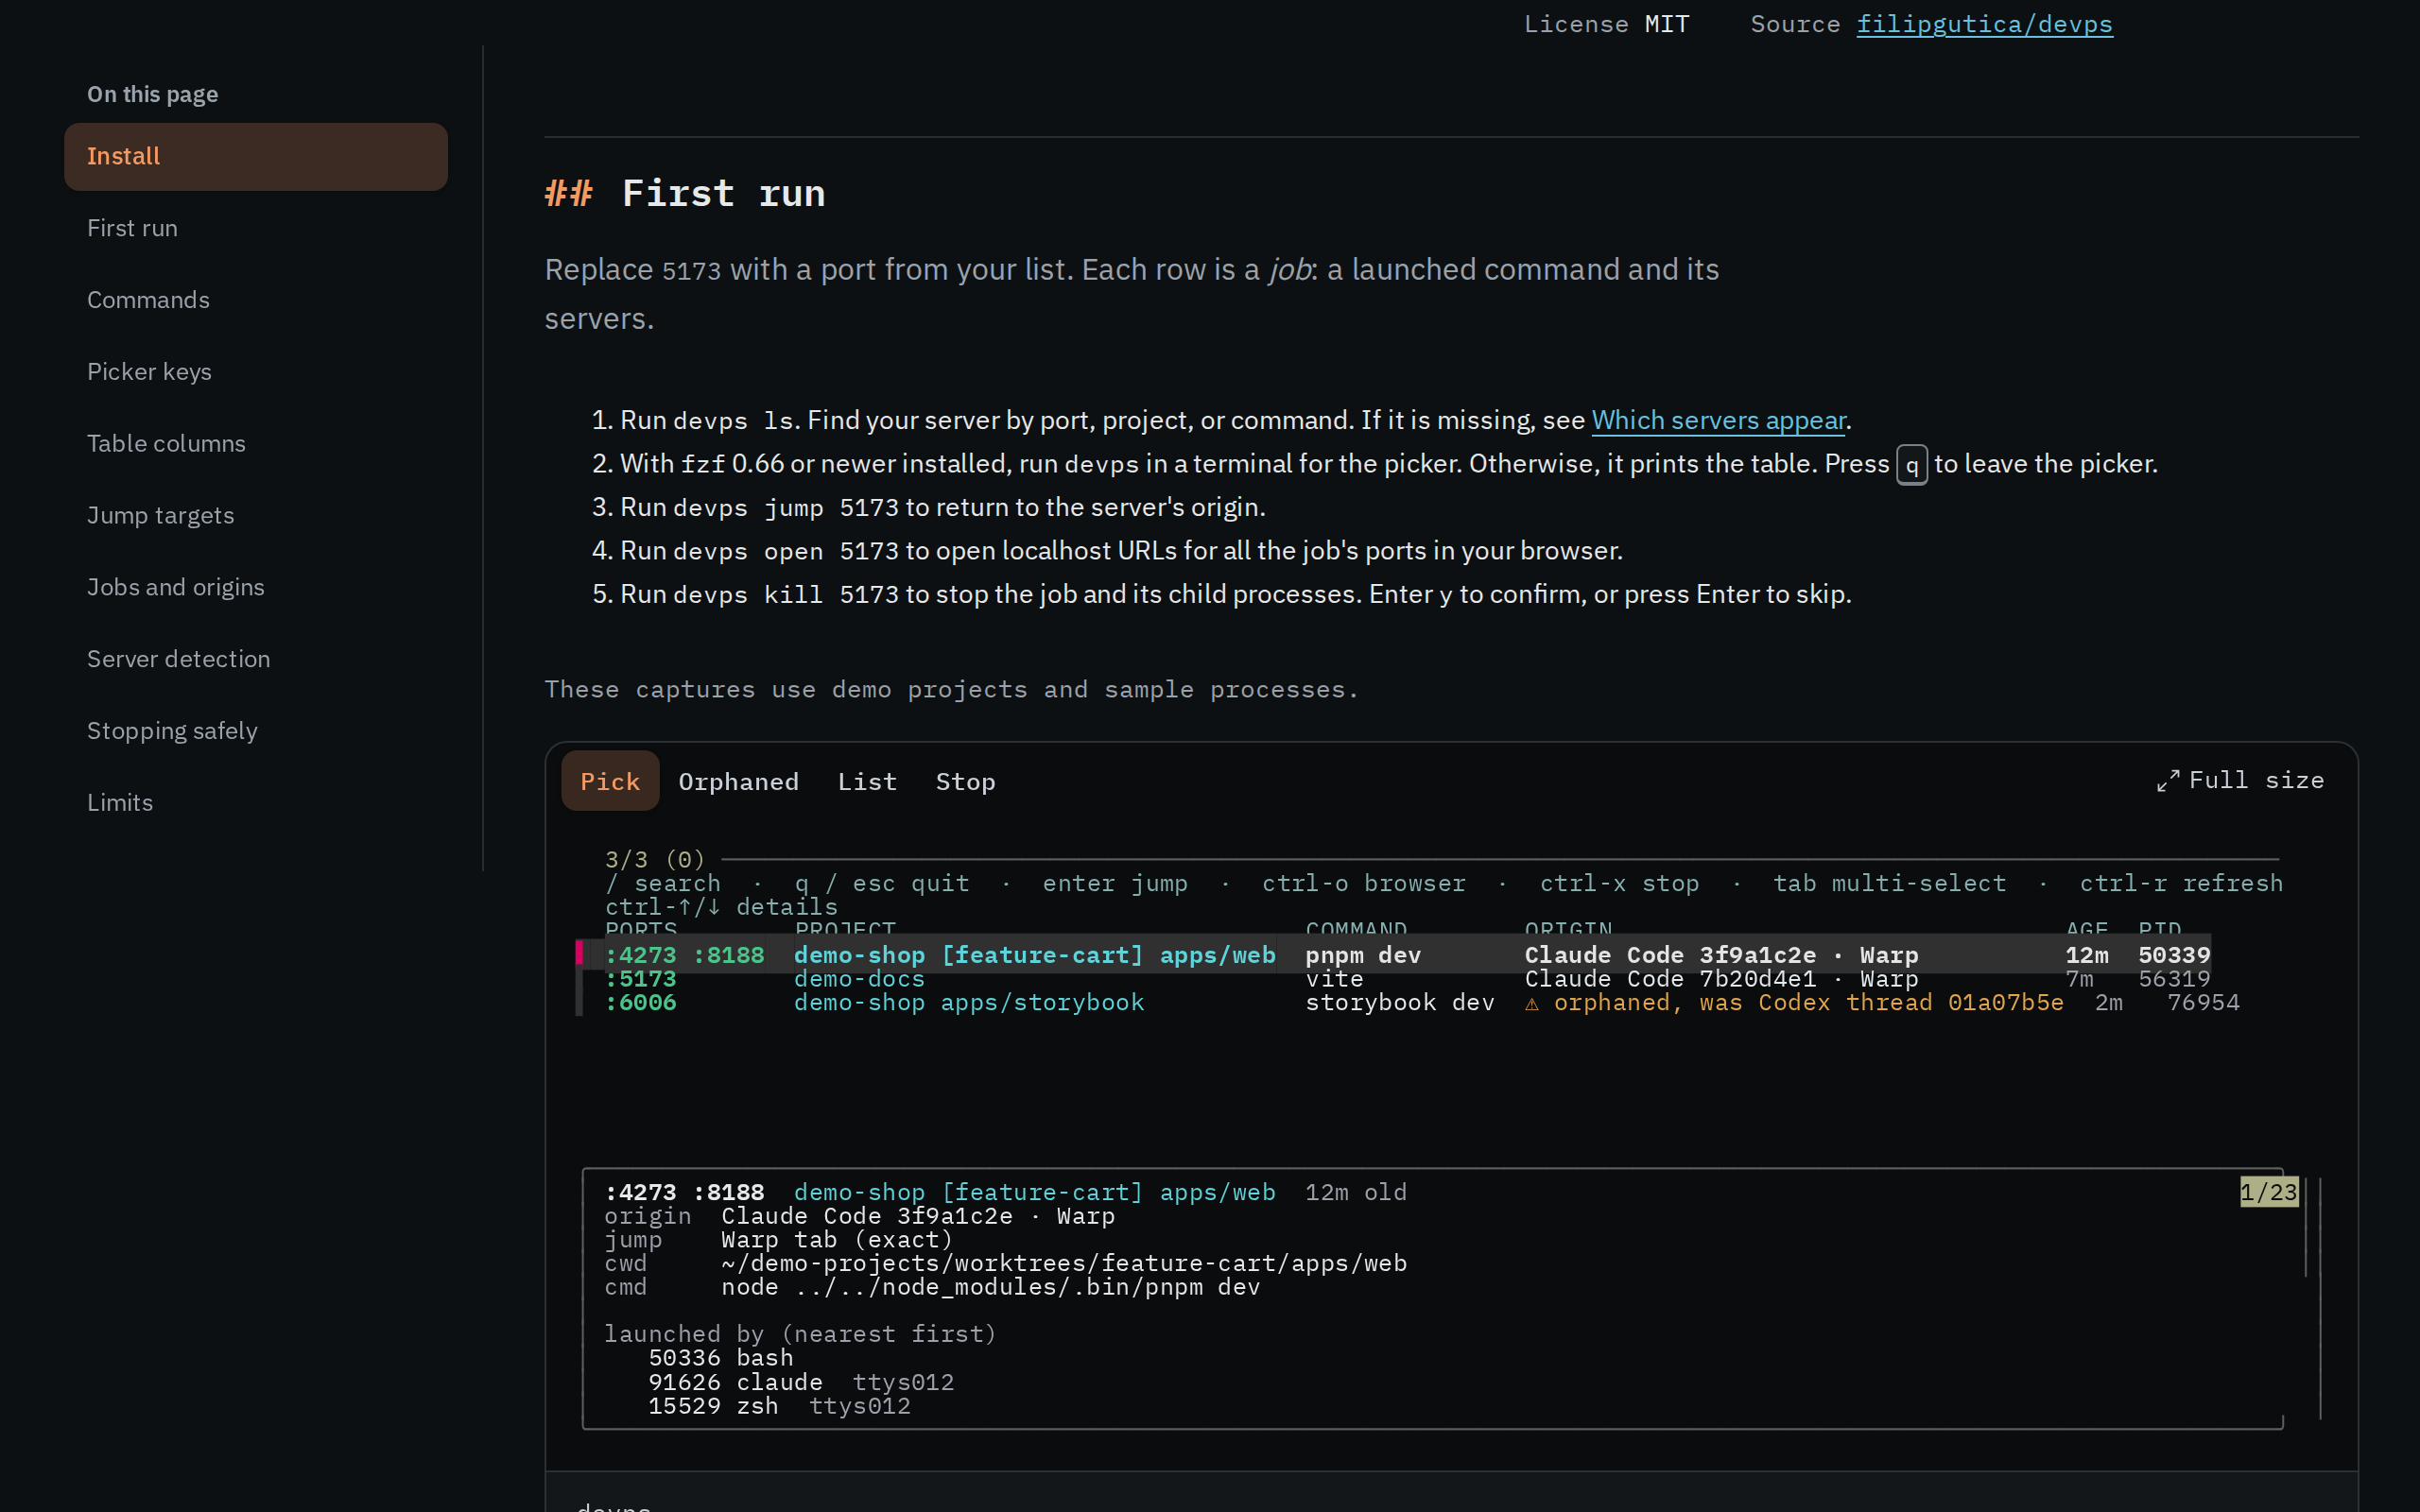 License MIT Source filipgutica/devps
On this page
Install
First run
Commands
Picker keys
Table columns
Jump targets
Jobs and origins
Server detection
Stopping safely
Limits
## First run
Replace 5173 with a port from your list. Each row is a job: a launched command and its
servers.
1. Run devps ls. Find your server by port, project, or command. If it is missing, see Which servers appear.
2. With fzf 0.66 or newer installed, run devps in a terminal for the picker. Otherwise, it prints the table. Press q to leave the picker.
3. Run devps jump 5173 to return to the server's origin.
4. Run devps open 5173 to open localhost URLs for all the job's ports in your browser.
5. Run devps kill 5173 to stop the job and its child processes. Enter y to confirm, or press Enter to skip.
These captures use demo projects and sample processes.
Pick Orphaned List Stop Full size
3/3 (0)
/ search · q / esc quit · enter jump · ctrl-o browser · ctrl-x stop · tab multi-select · ctrl-r refresh
ctrl-↑/↓ details
PORTS PROJECT COMMAND ORIGIN AGE PID
:4273 :8188 demo-shop [feature-cart] apps/web pnpm dev Claude Code 3f9a1c2e · Warp 12m 50339
:5173 demo-docs vite Claude Code 7b20d4e1 · Warp 7m 56319
:6006 demo-shop apps/storybook storybook dev ⚠ orphaned, was Codex thread 01a07b5e 2m 76954
:4273 :8188 demo-shop [feature-cart] apps/web 12m old 1/23
origin Claude Code 3f9a1c2e · Warp
jump Warp tab (exact)
cwd ~/demo-projects/worktrees/feature-cart/apps/web
cmd node ../../node_modules/.bin/pnpm dev
launched by (nearest first)
50336 bash
91626 claude ttys012
15529 zsh ttys012
devps